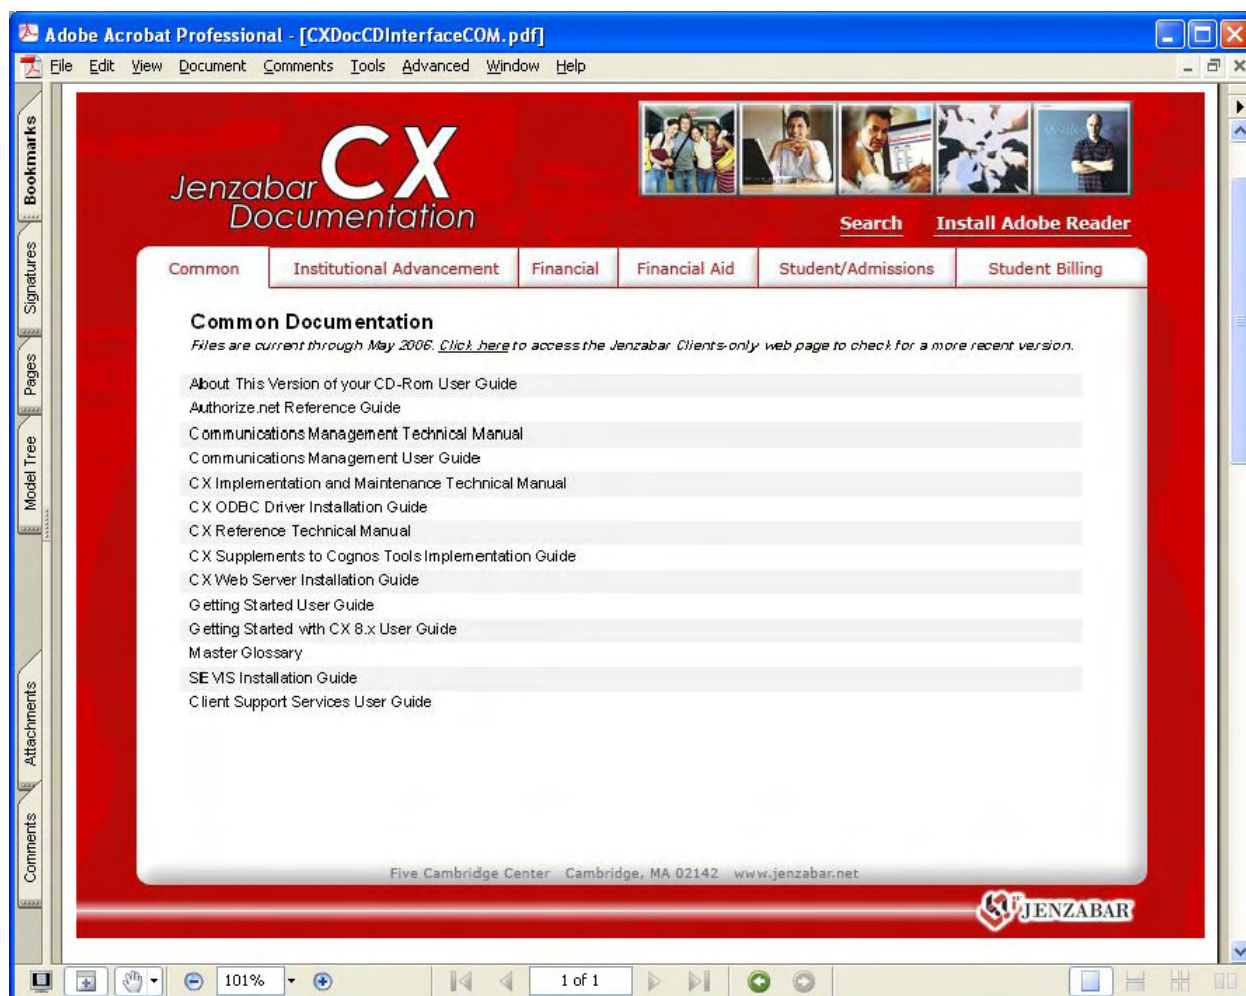 Adobe Acrobat Professional - [CXDocCDInterfaceCOM.pdf]
File Edit View Document Comments Tools Advanced Window Help
Bookmarks
Signatures
Pages
Model Tree
Attachments
Comments
Jenzabar CX
Documentation
Search Install Adobe Reader
Common Institutional Advancement Financial Financial Aid Student/Admissions Student Billing
Common Documentation
Files are current through May 2006. Click here to access the Jenzabar Clients-only web page to check for a more recent version.
About This Version of your CD-Rom User Guide
Authorize.net Reference Guide
Communications Management Technical Manual
Communications Management User Guide
CX Implementation and Maintenance Technical Manual
CX ODBC Driver Installation Guide
CX Reference Technical Manual
CX Supplements to Cognos Tools Implementation Guide
CX Web Server Installation Guide
Getting Started User Guide
Getting Started with CX 8.x User Guide
Master Glossary
SEVIS Installation Guide
Client Support Services User Guide
Five Cambridge Center Cambridge, MA 02142 www.jenzabar.net
JENZABAR
101% 1 of 1